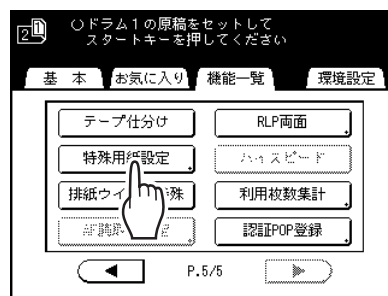 2 1 ○ドラム1の原稿をセットして
スタートキーを押してください
基 本 お気に入り 機能一覧 環境設定
テープ仕分け RLP両面
特殊用紙設定 ハイスピード
排紙ウイ 殊 利用枚数集計
認証POP登録
◀ P.5/5 ▶